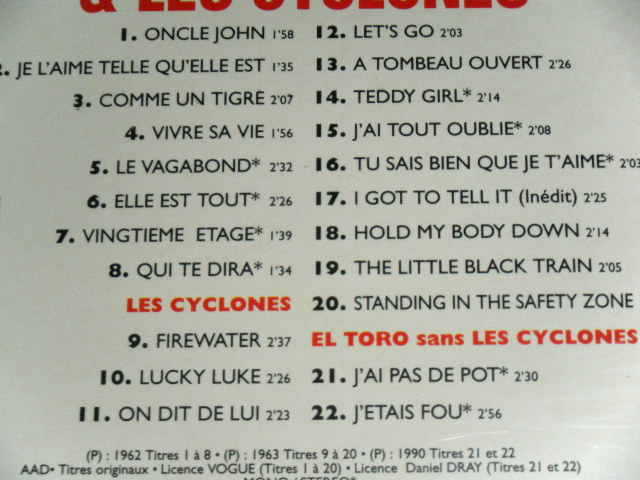 & LES CYCLONES
1. ONCLE JOHN 1'58
2. JE L'AIME TELLE QU'ELLE EST 1'35
3. COMME UN TIGRE 2'07
4. VIVRE SA VIE 1'56
5. LE VAGABOND* 2'32
6. ELLE EST TOUT* 2'26
7. VINGTIEME ETAGE* 1'39
8. QUI TE DIRA* 1'34
LES CYCLONES
9. FIREWATER 2'37
10. LUCKY LUKE 2'26
11. ON DIT DE LUI 2'23
12. LET'S GO 2'03
13. A TOMBEAU OUVERT 2'26
14. TEDDY GIRL* 2'14
15. J'AI TOUT OUBLIE* 2'08
16. TU SAIS BIEN QUE JE T'AIME* 2'03
17. I GOT TO TELL IT (Inédit) 2'25
18. HOLD MY BODY DOWN 2'14
19. THE LITTLE BLACK TRAIN 2'05
20. STANDING IN THE SAFETY ZONE
EL TORO sans LES CYCLONES
21. J'AI PAS DE POT* 2'30
22. J'ETAIS FOU* 2'56
(P) : 1962 Titres 1 à 8 • (P) : 1963 Titres 9 à 20 • (P) : 1990 Titres 21 et 22
AAD• Titres originaux • Licence VOGUE (Titres 1 à 20) • Licence Daniel DRAY (Titres 21 et 22)
MONO / STEREO*